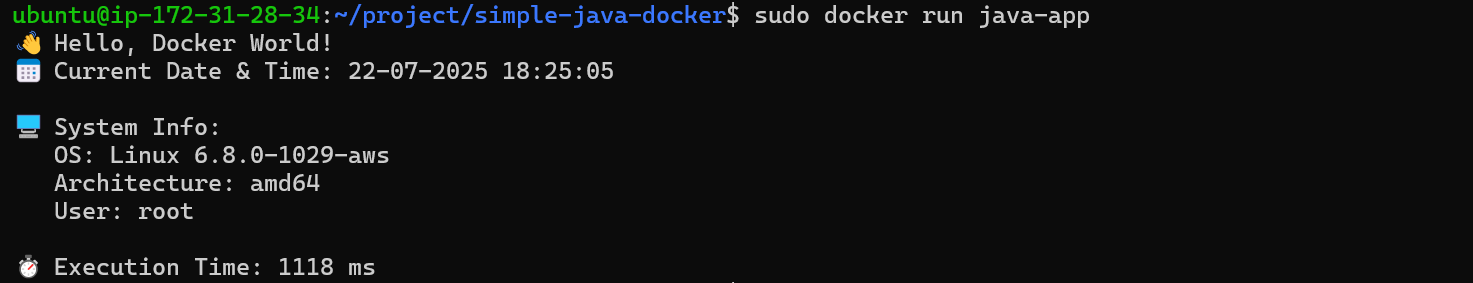 ubuntu@ip-172-31-28-34:~/project/simple-java-docker$ sudo docker run java-app
👋 Hello, Docker World!
📅 Current Date & Time: 22-07-2025 18:25:05
🖥️ System Info:
OS: Linux 6.8.0-1029-aws
Architecture: amd64
User: root
⏱️ Execution Time: 1118 ms